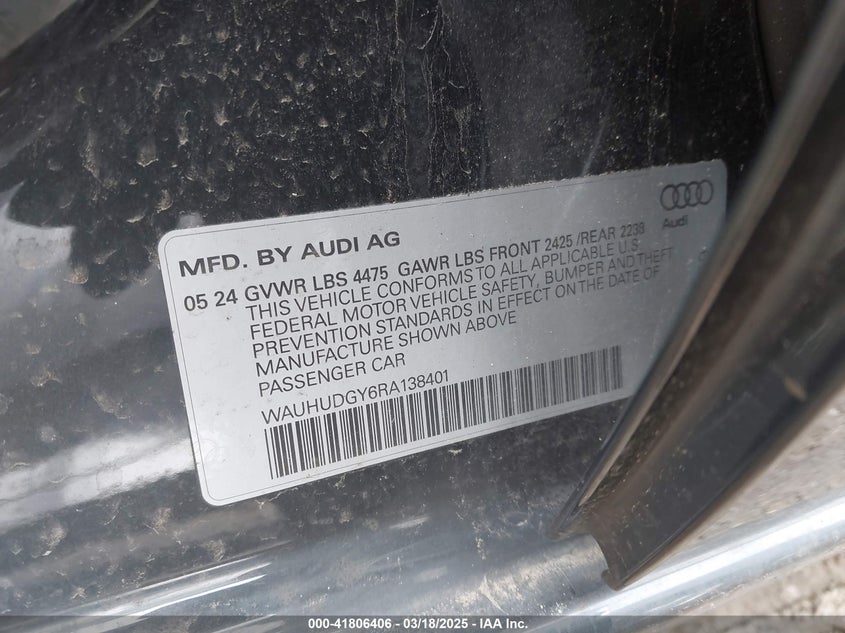 Audi
MFD. BY AUDI AG
05 24 GVWR LBS 4475 GAWR LBS FRONT 2425 /REAR 2238
THIS VEHICLE CONFORMS TO ALL APPLICABLE U.S
FEDERAL MOTOR VEHICLE SAFETY, BUMPER AND THEFT
PREVENTION STANDARDS IN EFFECT ON THE DATE OF
MANUFACTURE SHOWN ABOVE
PASSENGER CAR
WAUHUDGY6RA138401
000-41806406 - 03/18/2025 - IAA Inc.